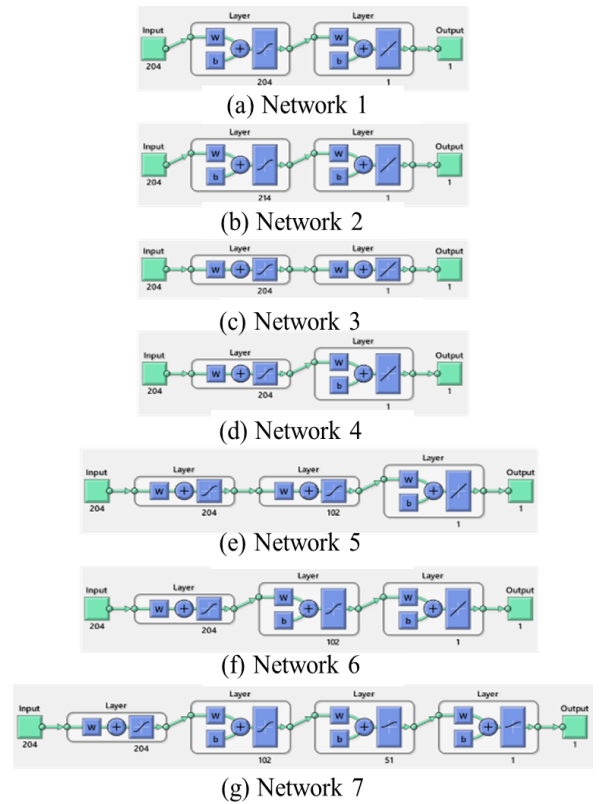 Input Layer Layer Output
W W
b + b +
204 204 1 1
(a) Network 1
Input Layer Layer Output
W W
b + b +
204 214 1 1
(b) Network 2
Input Layer Layer Output
W + W +
204 204 1 1
(c) Network 3
Input Layer Layer Output
W + W
b +
204 204 1 1
(d) Network 4
Input Layer Layer Layer Output
W + W + W
b +
204 204 102 1 1
(e) Network 5
Input Layer Layer Layer Output
W + W W
b + b +
204 204 102 1 1
(f) Network 6
Input Layer Layer Layer Layer Output
W + W W W
b + b + b +
204 204 102 51 1 1
(g) Network 7